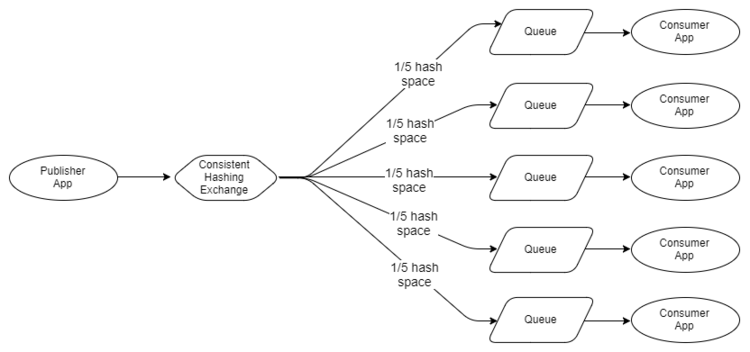 Publisher
App
Consistent
Hashing
Exchange
1/5 hash
space
Queue
Consumer
App
1/5 hash
space
Queue
Consumer
App
1/5 hash
space
Queue
Consumer
App
1/5 hash
space
Queue
Consumer
App
1/5 hash
space
Queue
Consumer
App